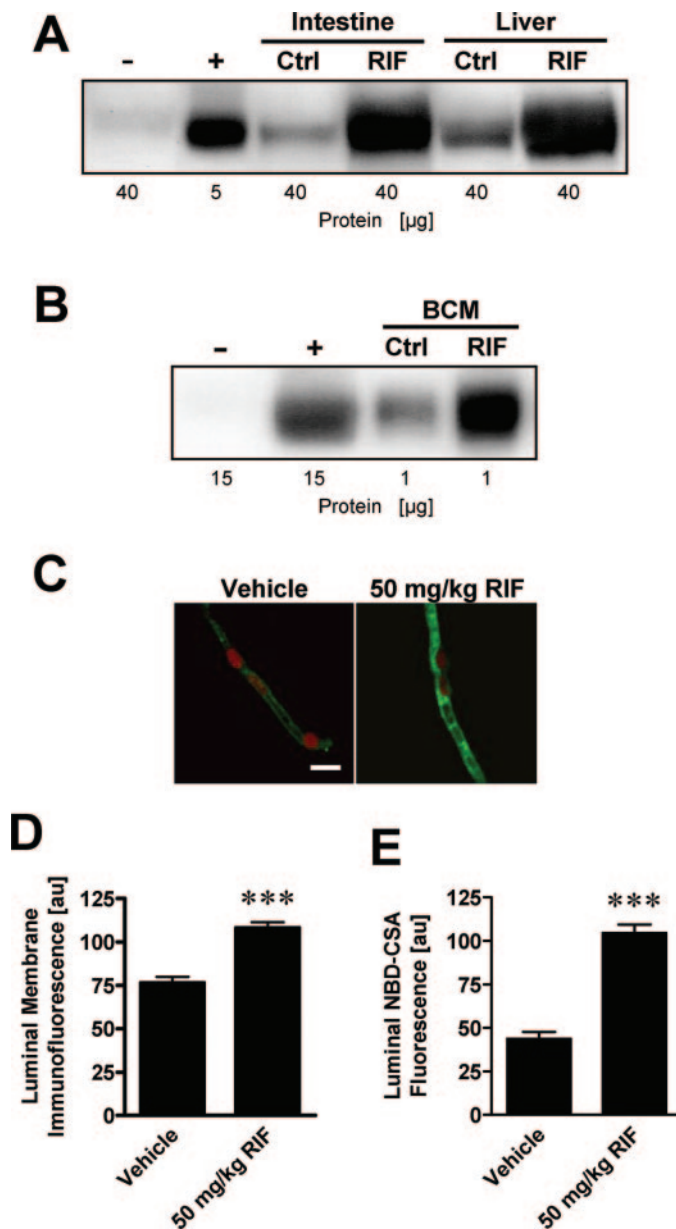 A
Intestine Liver
- + Ctrl RIF Ctrl RIF
40 5 40 40 40 40
Protein [µg]
B
BCM
- + Ctrl RIF
15 15 1 1
Protein [µg]
C
Vehicle 50 mg/kg RIF
D
Luminal Membrane
Immunofluorescence [au]
125
100
75
50
25
0
***
Vehicle
50 mg/kg RIF
E
Luminal NBD-CSA
Fluorescence [au]
125
100
75
50
25
0
***
Vehicle
50 mg/kg RIF